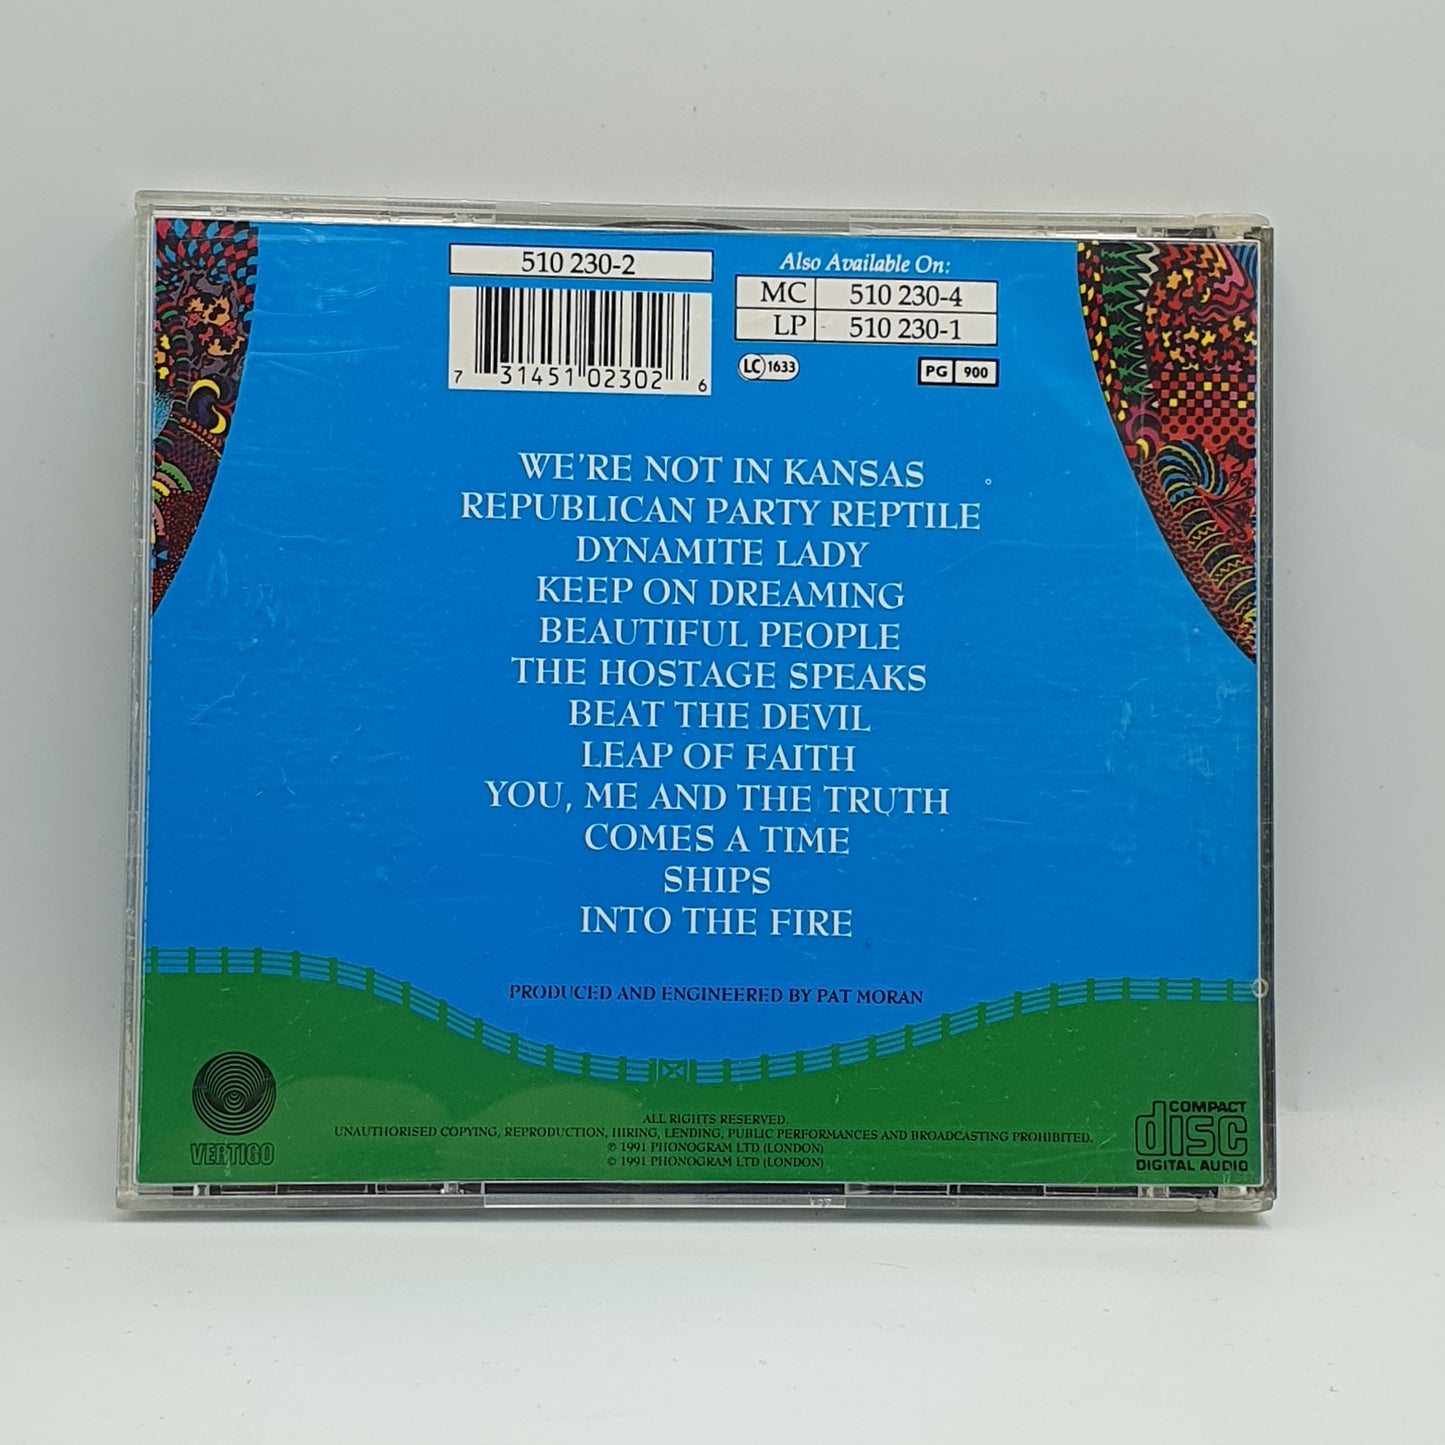 510 230-2
Also Available On:
MC 510 230-4
LP 510 230-1
7 31451 02302 6
LC 1633
PG 900
WE'RE NOT IN KANSAS
REPUBLICAN PARTY REPTILE
DYNAMITE LADY
KEEP ON DREAMING
BEAUTIFUL PEOPLE
THE HOSTAGE SPEAKS
BEAT THE DEVIL
LEAP OF FAITH
YOU, ME AND THE TRUTH
COMES A TIME
SHIPS
INTO THE FIRE
PRODUCED AND ENGINEERED BY PAT MORAN
VERTIGO
ALL RIGHTS RESERVED.
UNAUTHORISED COPYING, REPRODUCTION, HIRING, LENDING, PUBLIC PERFORMANCES AND BROADCASTING PROHIBITED.
℗ 1991 PHONOGRAM LTD (LONDON)
© 1991 PHONOGRAM LTD (LONDON)
COMPACT
disc
DIGITAL AUDIO